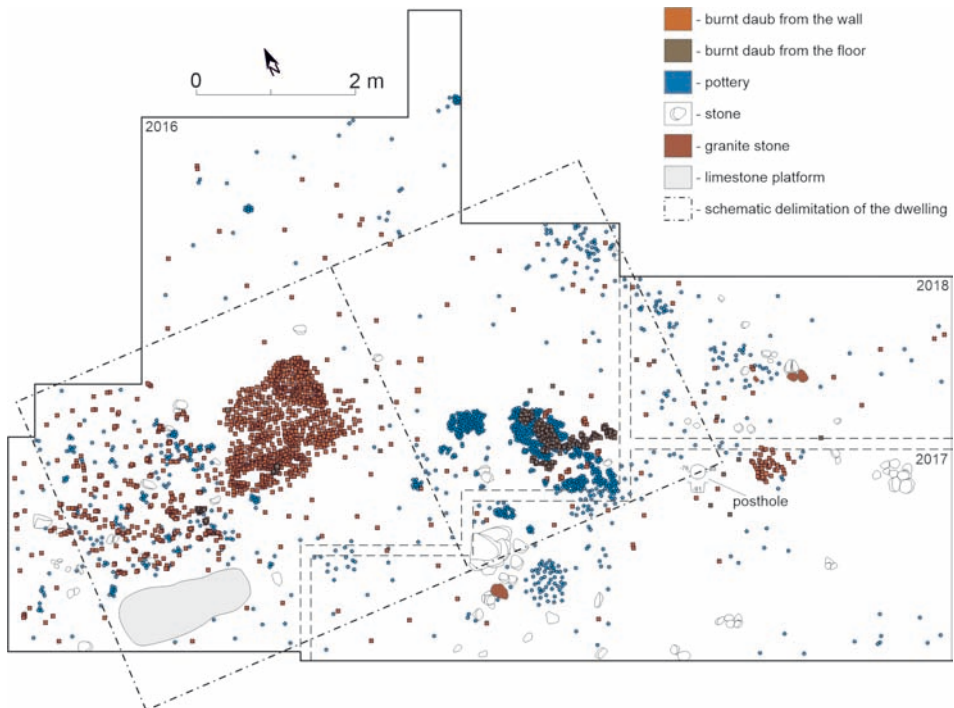 - burnt daub from the wall
- burnt daub from the floor
- pottery
- stone
- granite stone
- limestone platform
- schematic delimitation of the dwelling
0 2 m
2016
2018
2017
posthole